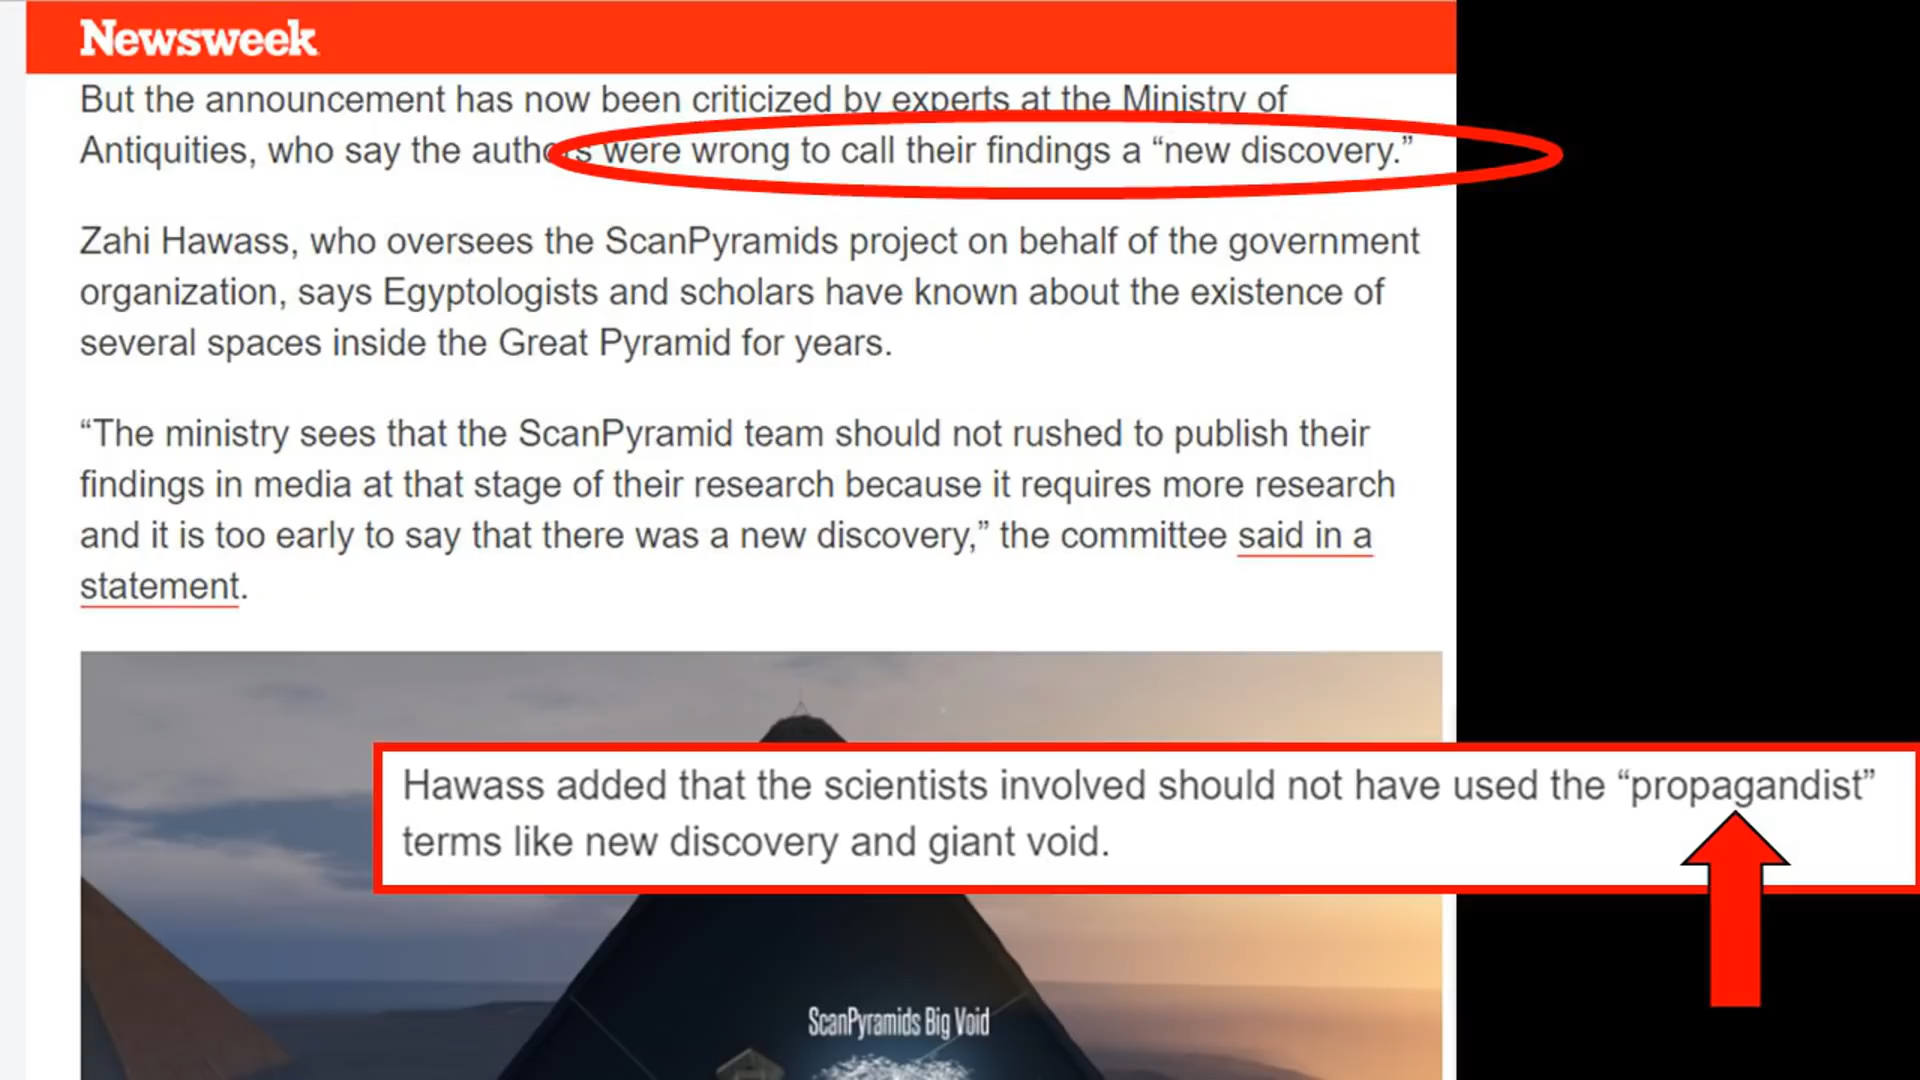 Newsweek
But the announcement has now been criticized by experts at the Ministry of
Antiquities, who say the authors were wrong to call their findings a “new discovery.”
Zahi Hawass, who oversees the ScanPyramids project on behalf of the government
organization, says Egyptologists and scholars have known about the existence of
several spaces inside the Great Pyramid for years.
“The ministry sees that the ScanPyramid team should not rushed to publish their
findings in media at that stage of their research because it requires more research
and it is too early to say that there was a new discovery,” the committee said in a
statement.
Hawass added that the scientists involved should not have used the “propagandist”
terms like new discovery and giant void.
ScanPyramids Big Void